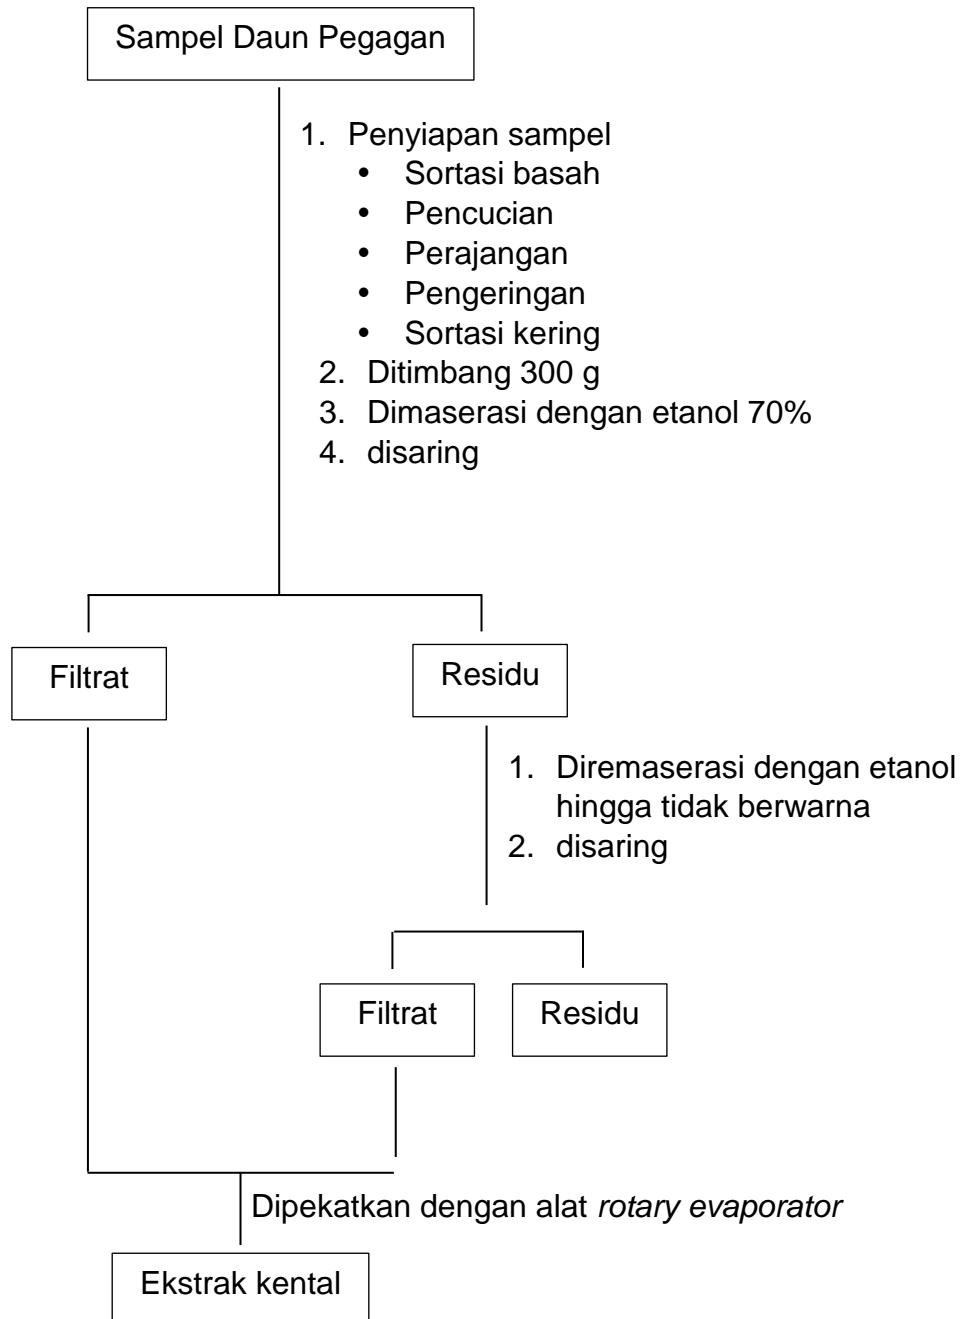 Sampel Daun Pegagan
1. Penyiapan sampel
• Sortasi basah
• Pencucian
• Perajangan
• Pengeringan
• Sortasi kering
2. Ditimbang 300 g
3. Dimaserasi dengan etanol 70%
4. disaring
Filtrat
Residu
1. Diremaserasi dengan etanol
hingga tidak berwarna
2. disaring
Filtrat
Residu
Dipekatkan dengan alat rotary evaporator
Ekstrak kental